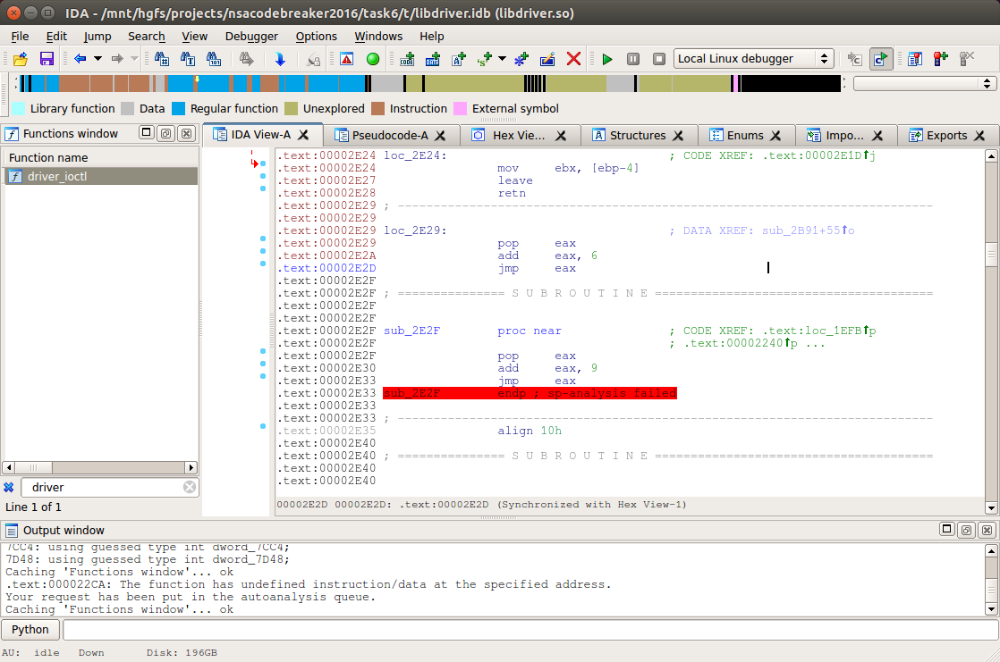 IDA - /mnt/hgfs/projects/nsacodebreaker2016/task6/t/libdriver.idb (libdriver.so)
File Edit Jump Search View Debugger Options Windows Help
Local Linux debugger
Library function Data Regular function Unexplored Instruction External symbol
Functions window
IDA View-A Pseudocode-A Hex Vie... Structures Enums Impo... Exports
Function name
driver_ioctl
.text:00002E24 loc_2E24: ; CODE XREF: .text:00002E1D↑j
.text:00002E24 mov ebx, [ebp-4]
.text:00002E27 leave
.text:00002E28 retn
.text:00002E29 ; ---------------------------------------------------------------------------
.text:00002E29
.text:00002E29 loc_2E29: ; DATA XREF: sub_2B91+55↑o
.text:00002E29 pop eax
.text:00002E2A add eax, 6
.text:00002E2D jmp eax
.text:00002E2F
.text:00002E2F ; =============== S U B R O U T I N E =======================================
.text:00002E2F
.text:00002E2F
.text:00002E2F sub_2E2F proc near ; CODE XREF: .text:loc_1EFB↑p
.text:00002E2F ; .text:00002240↑p ...
.text:00002E2F pop eax
.text:00002E30 add eax, 9
.text:00002E33 jmp eax
.text:00002E33 sub_2E2F endp ; sp-analysis failed
.text:00002E33
.text:00002E33 ; ---------------------------------------------------------------------------
.text:00002E35 align 10h
.text:00002E40
.text:00002E40 ; =============== S U B R O U T I N E =======================================
.text:00002E40
.text:00002E40
driver
Line 1 of 1
00002E2D 00002E2D: .text:00002E2D (Synchronized with Hex View-1)
Output window
7CC4: using guessed type int dword_7CC4;
7D48: using guessed type int dword_7D48;
Caching 'Functions window'... ok
.text:000022CA: The function has undefined instruction/data at the specified address.
Your request has been put in the autoanalysis queue.
Caching 'Functions window'... ok
Python
AU: idle Down Disk: 196GB